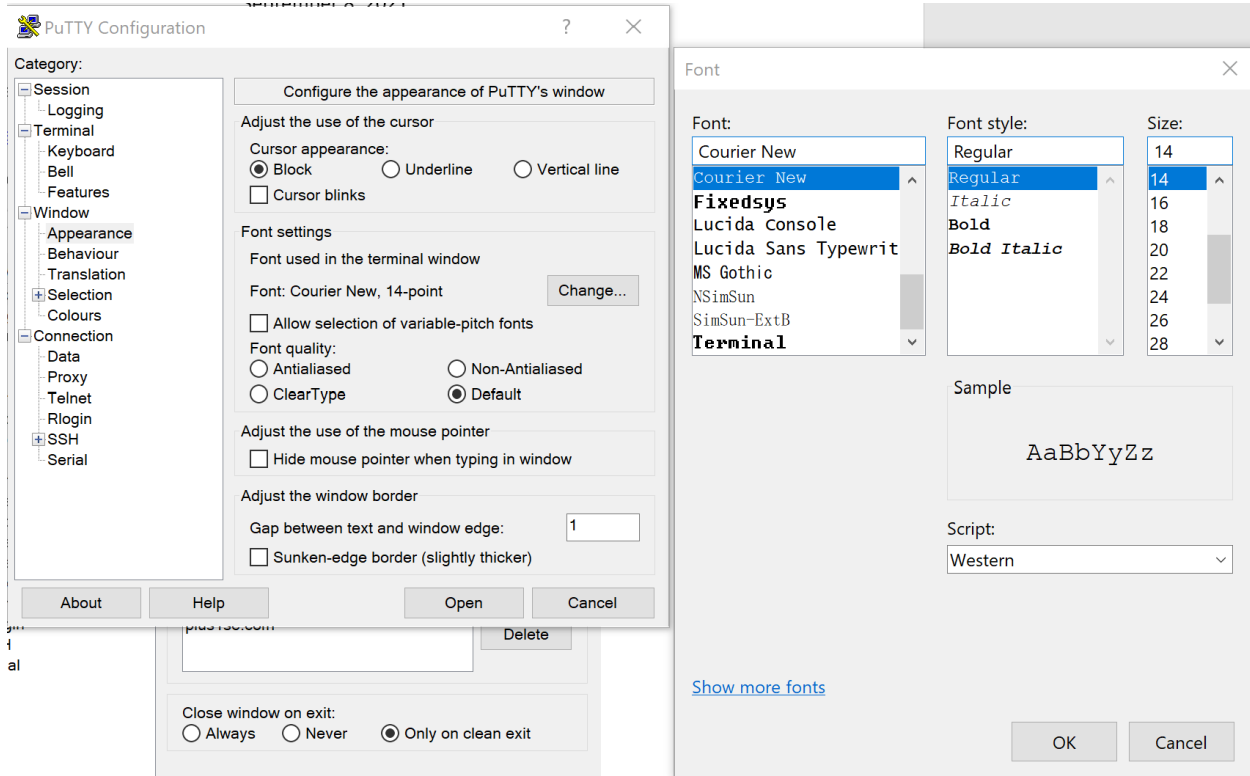 September 8, 2021
PuTTY Configuration
?
Category:
Session
Logging
Terminal
Keyboard
Bell
Features
Window
Appearance
Behaviour
Translation
Selection
Colours
Connection
Data
Proxy
Telnet
Rlogin
SSH
Serial
Configure the appearance of PuTTY's window
Adjust the use of the cursor
Cursor appearance:
Block Underline Vertical line
Cursor blinks
Font settings
Font used in the terminal window
Font: Courier New, 14-point Change...
Allow selection of variable-pitch fonts
Font quality:
Antialiased Non-Antialiased
ClearType Default
Adjust the use of the mouse pointer
Hide mouse pointer when typing in window
Adjust the window border
Gap between text and window edge: 1
Sunken-edge border (slightly thicker)
About Help Open Cancel
al
plus1sc.com
Delete
Close window on exit:
Always Never Only on clean exit
Font
Font:
Courier New
Courier New
Fixedsys
Lucida Console
Lucida Sans Typewrit
MS Gothic
NSimSun
SimSun-ExtB
Terminal
Font style:
Regular
Regular
Italic
Bold
Bold Italic
Size:
14
14
16
18
20
22
24
26
28
Sample
AaBbYyZz
Script:
Western
Show more fonts
OK Cancel